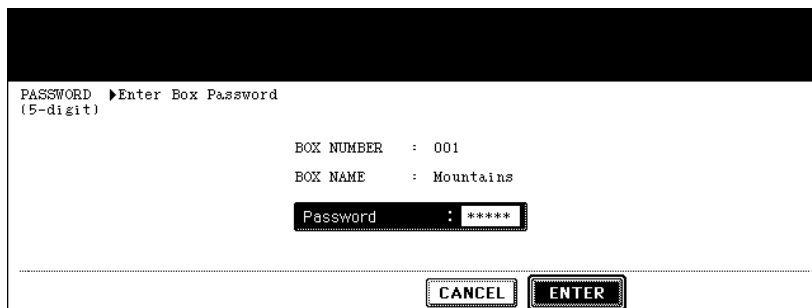 PASSWORD ▶Enter Box Password
(5-digit)
BOX NUMBER : 001
BOX NAME : Mountains
Password : *****
CANCEL ENTER